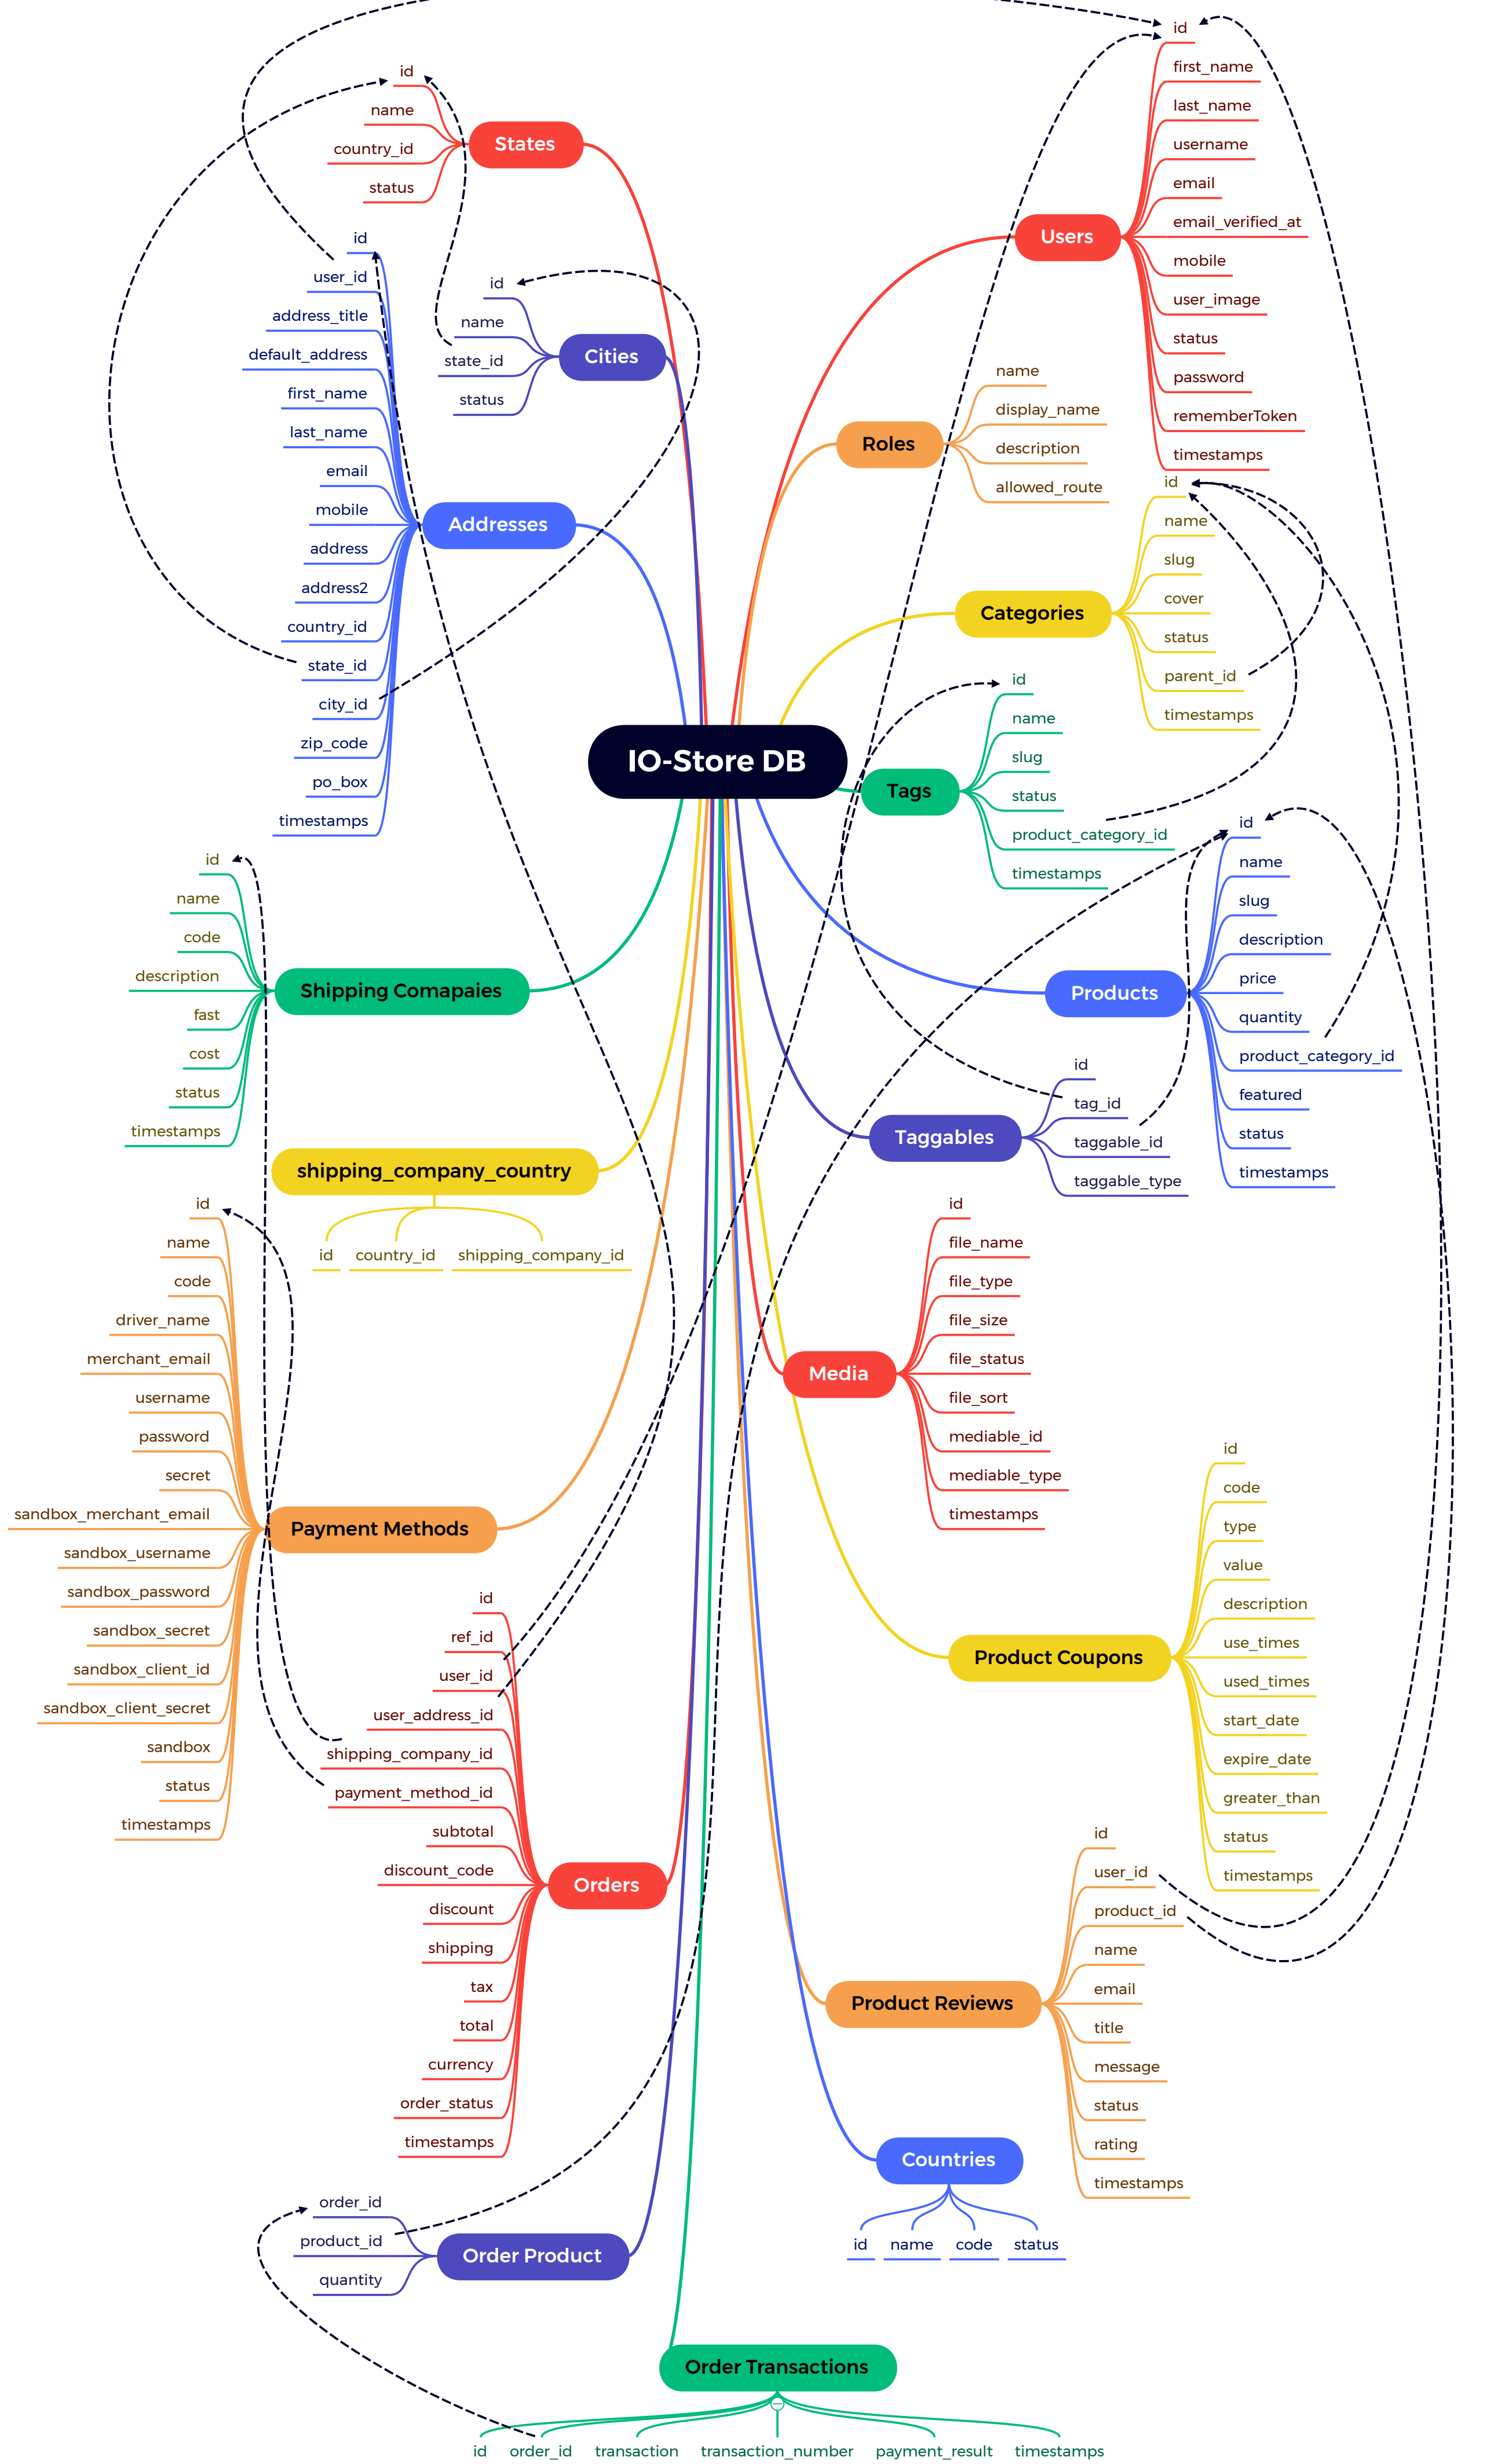 IO-Store DB
Users
id
first_name
last_name
username
email
email_verified_at
mobile
user_image
status
password
rememberToken
timestamps
Roles
name
display_name
description
allowed_route
Categories
id
name
slug
cover
status
parent_id
timestamps
Tags
id
name
slug
status
product_category_id
timestamps
Products
id
name
slug
description
price
quantity
product_category_id
featured
status
timestamps
Taggables
id
tag_id
taggable_id
taggable_type
Media
id
file_name
file_type
file_size
file_status
file_sort
mediable_id
mediable_type
timestamps
Product Coupons
id
code
type
value
description
use_times
used_times
start_date
expire_date
greater_than
status
timestamps
Product Reviews
id
user_id
product_id
name
email
title
message
status
rating
timestamps
Countries
id
name
code
status
Order Transactions
id
order_id
transaction
transaction_number
payment_result
timestamps
Order Product
order_id
product_id
quantity
Orders
id
ref_id
user_id
user_address_id
shipping_company_id
payment_method_id
subtotal
discount_code
discount
shipping
tax
total
currency
order_status
timestamps
Payment Methods
id
name
code
driver_name
merchant_email
username
password
secret
sandbox_merchant_email
sandbox_username
sandbox_password
sandbox_secret
sandbox_client_id
sandbox_client_secret
sandbox
status
timestamps
shipping_company_country
id
country_id
shipping_company_id
Shipping Comapaies
id
name
code
description
fast
cost
status
timestamps
Addresses
id
user_id
address_title
default_address
first_name
last_name
email
mobile
address
address2
country_id
state_id
city_id
zip_code
po_box
timestamps
Cities
id
name
state_id
status
States
id
name
country_id
status